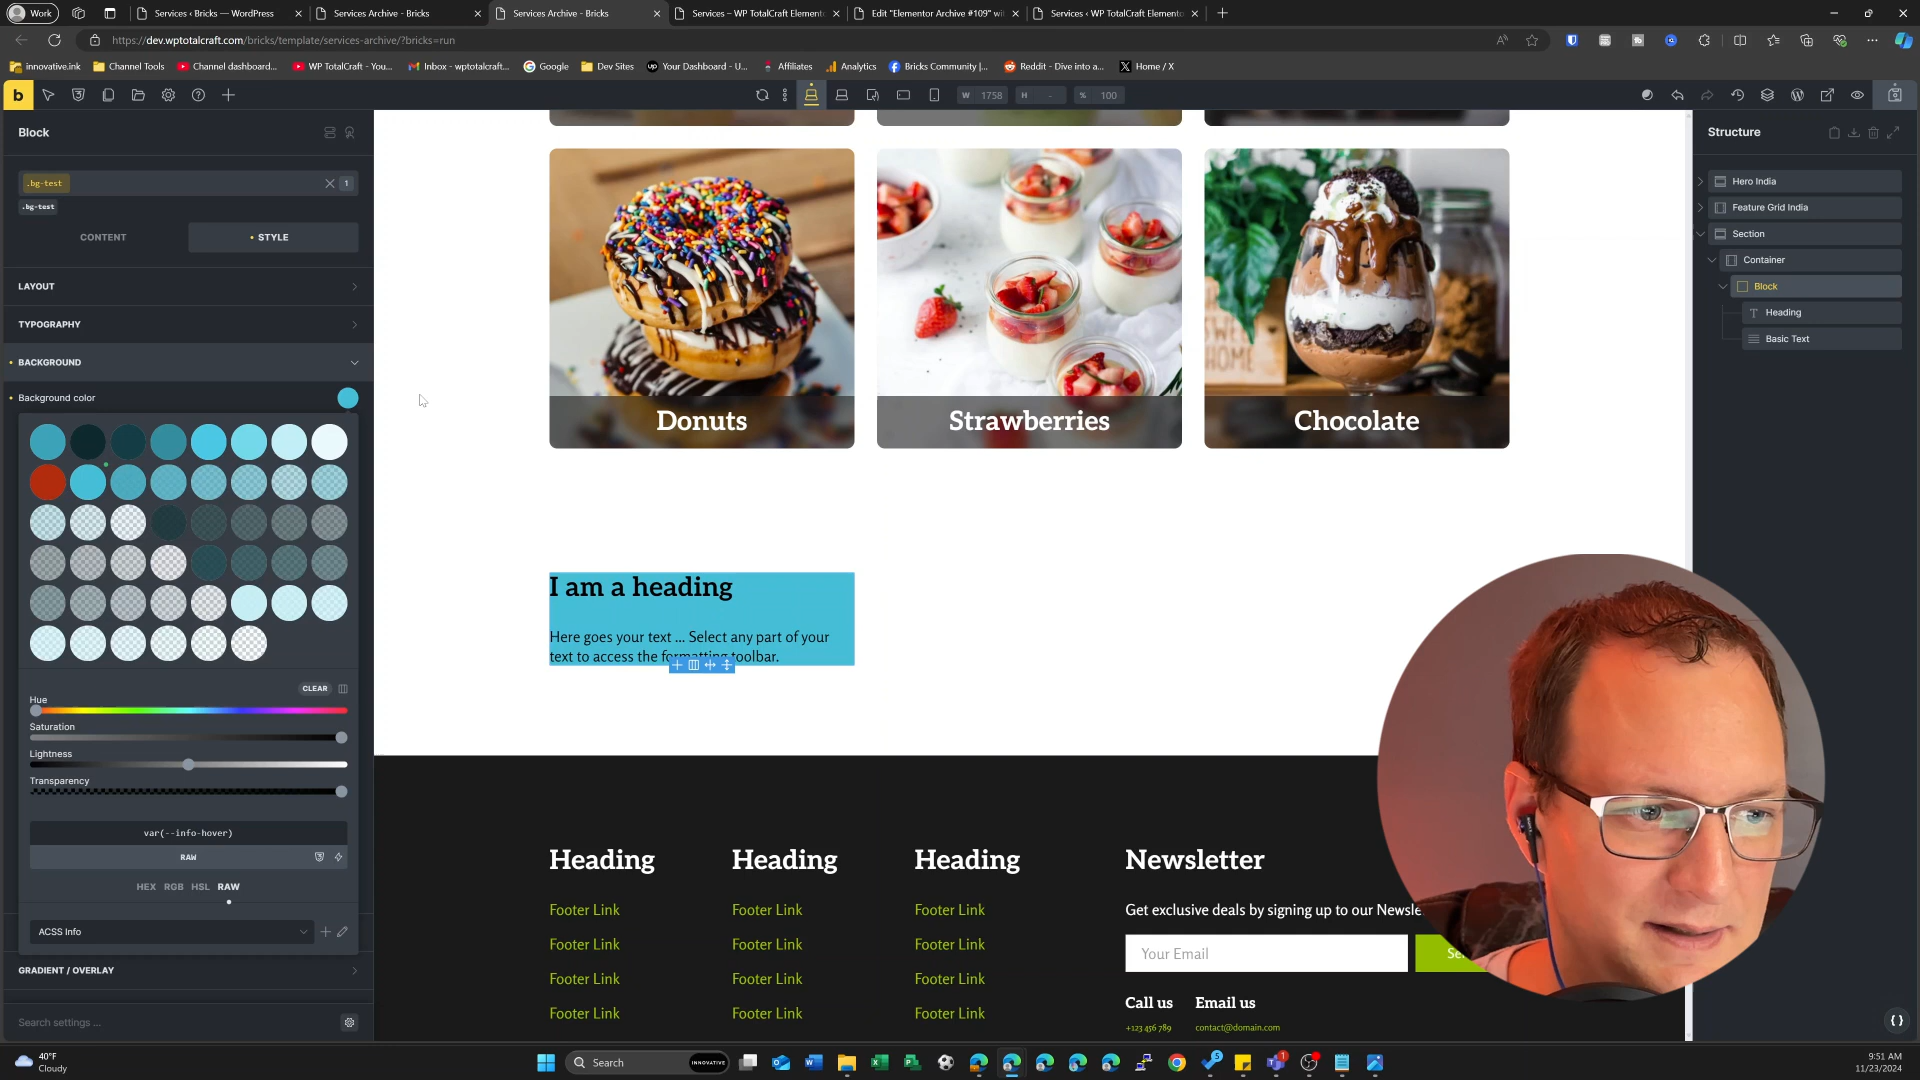 Work
Services ‹ Bricks — WordPress
Services Archive - Bricks
Services Archive - Bricks
Services – WP TotalCraft Elemento
Edit "Elementor Archive #109" wi
Services ‹ WP TotalCraft Elemento
https://dev.wptotalcraft.com/bricks/template/services-archive/?bricks=run
innovative.ink
Channel Tools
Channel dashboard...
WP TotalCraft - You...
Inbox - wptotalcraft...
Google
Dev Sites
Your Dashboard - U...
Affiliates
Analytics
Bricks Community |...
Reddit - Dive into a...
Home / X
b
W 1758
H -
% 100
Block
Structure
.bg-test
1
.bg-test
CONTENT
STYLE
LAYOUT
TYPOGRAPHY
BACKGROUND
Background color
CLEAR
Hue
Saturation
Lightness
Transparency
var(--info-hover)
RAW
HEX RGB HSL RAW
ACSS Info
GRADIENT / OVERLAY
Search settings ...
Donuts
Strawberries
Chocolate
I am a heading
Here goes your text ... Select any part of your
text to access the formatting toolbar.
Heading
Heading
Heading
Newsletter
Footer Link
Footer Link
Footer Link
Get exclusive deals by signing up to our Newsle
Footer Link
Footer Link
Footer Link
Your Email
Footer Link
Footer Link
Footer Link
Call us
Email us
Footer Link
Footer Link
Footer Link
+123 456 789
contact@domain.com
Hero India
Feature Grid India
Section
Container
Block
Heading
Basic Text
40°F
Cloudy
Search
INNOVATIVE
9:51 AM
11/23/2024